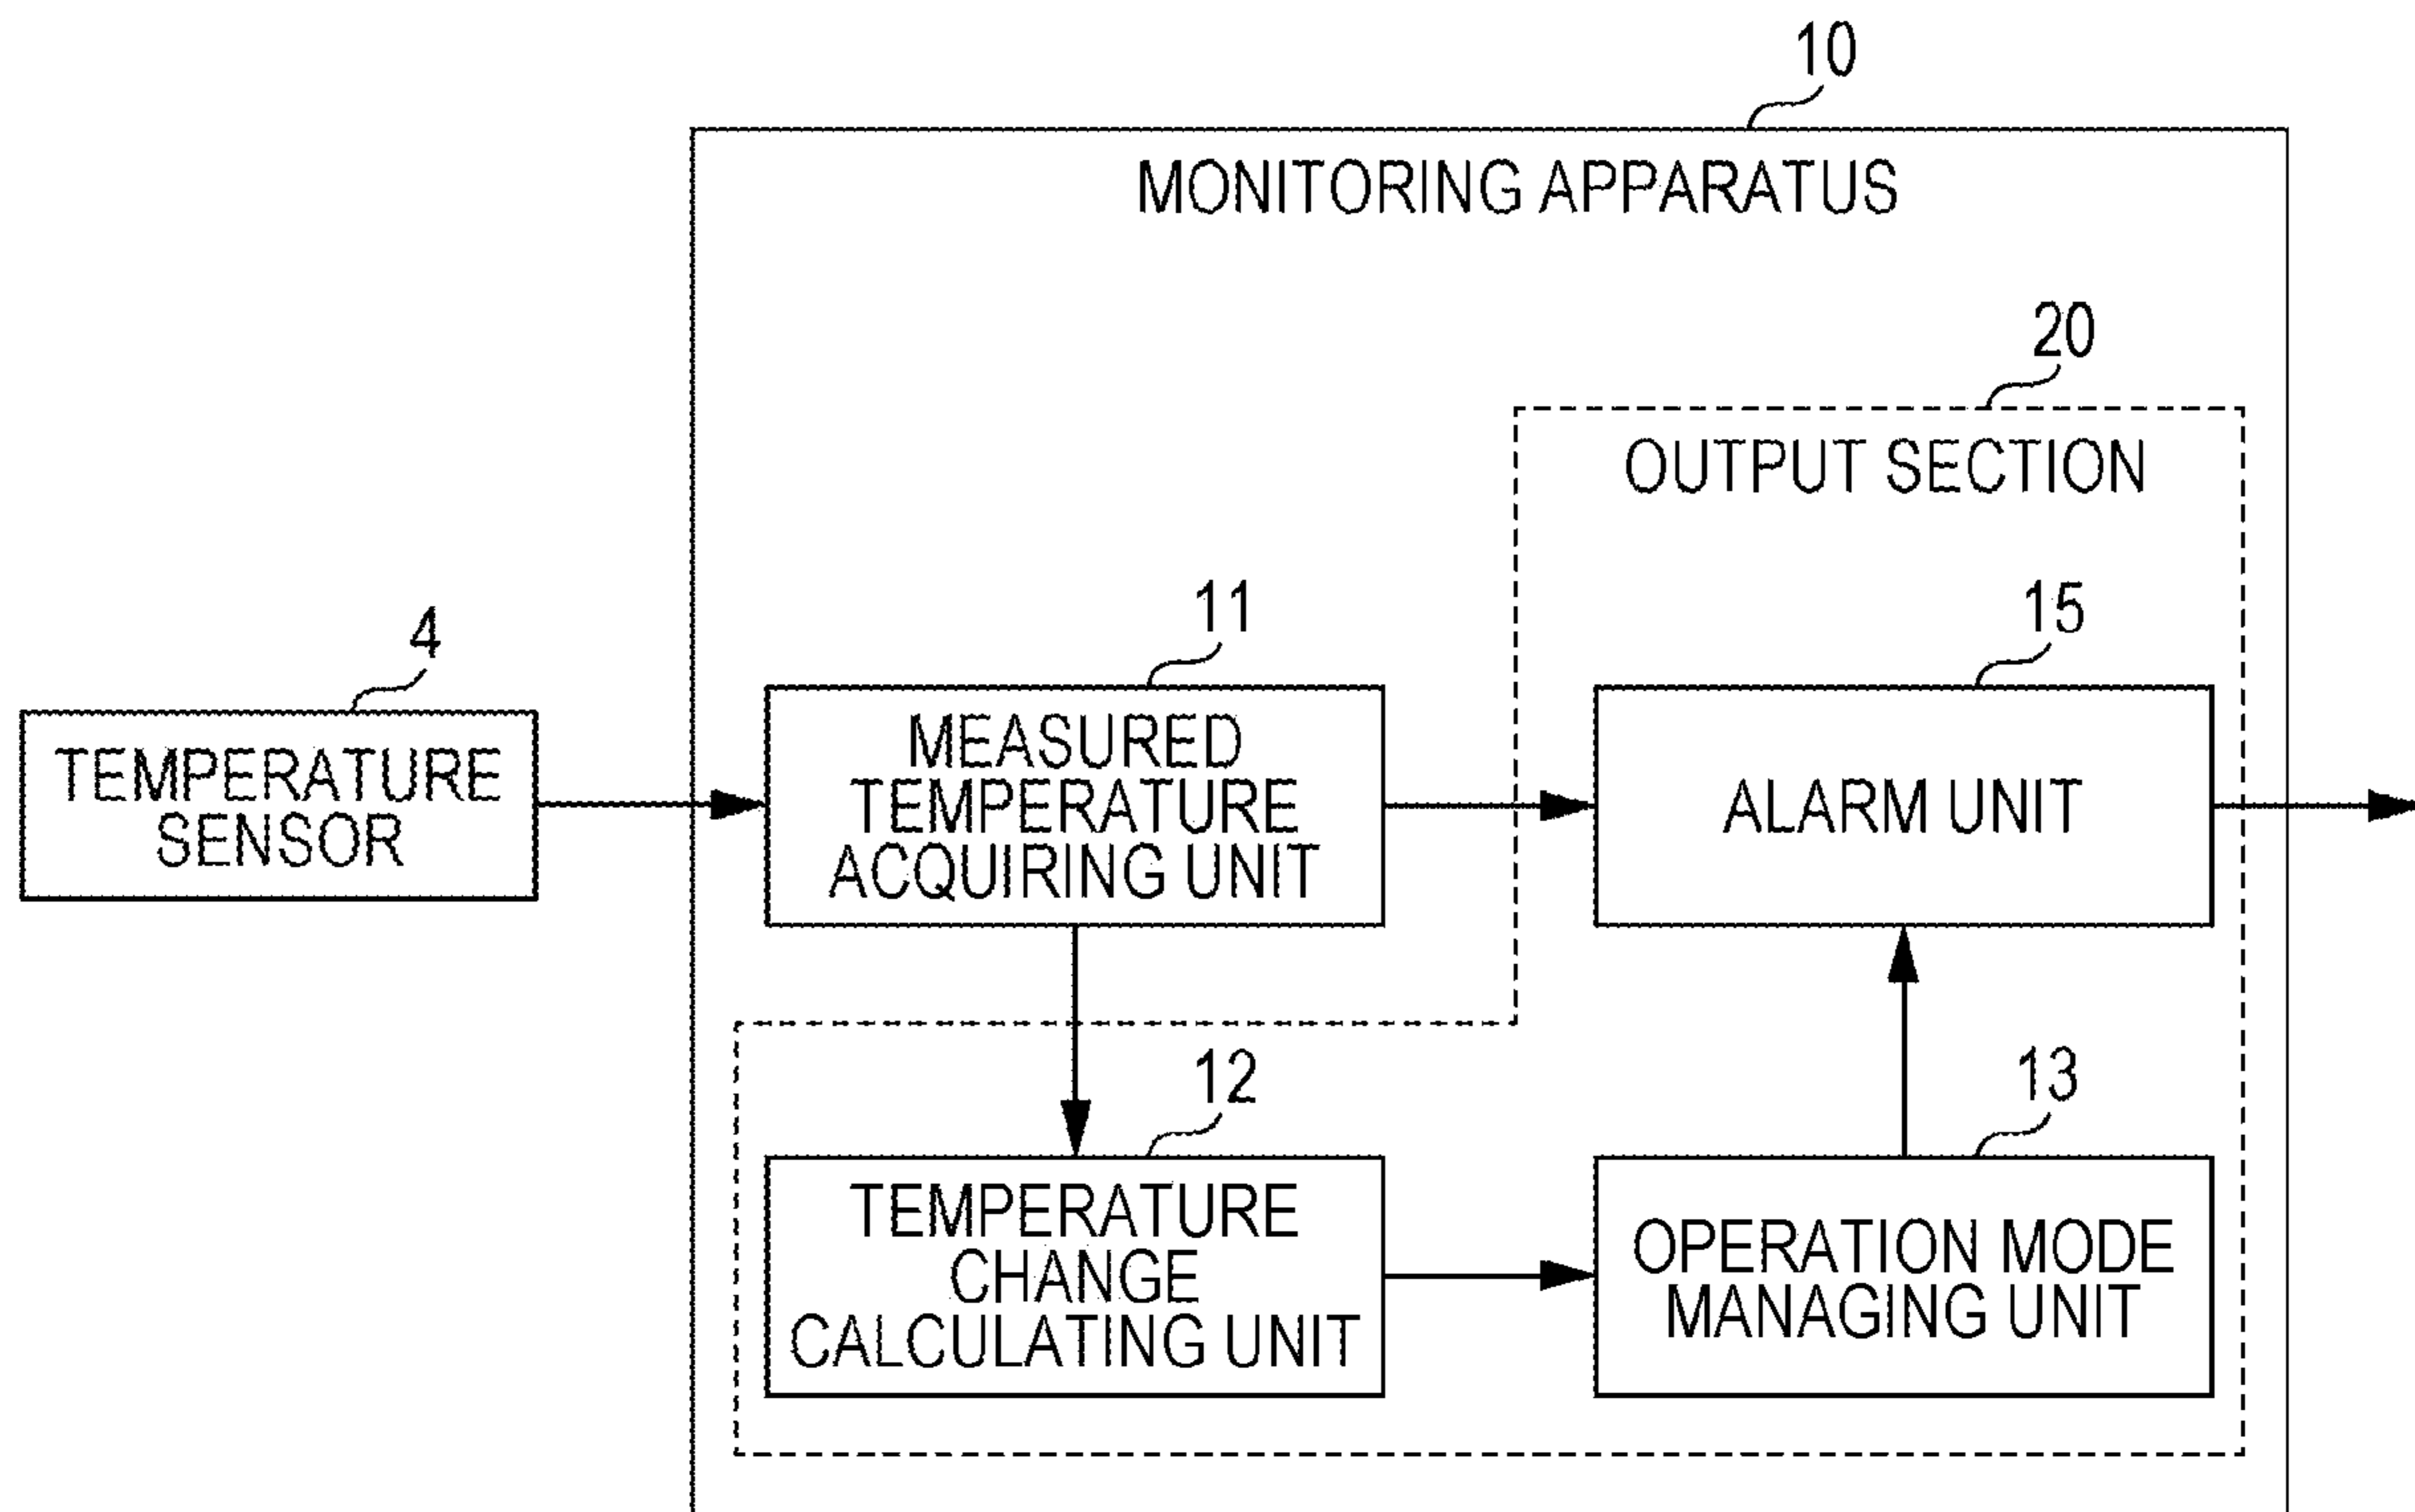 10
MONITORING APPARATUS
20
OUTPUT SECTION
4
TEMPERATURE
SENSOR
11
MEASURED
TEMPERATURE
ACQUIRING UNIT
15
ALARM UNIT
12
TEMPERATURE
CHANGE
CALCULATING UNIT
13
OPERATION MODE
MANAGING UNIT